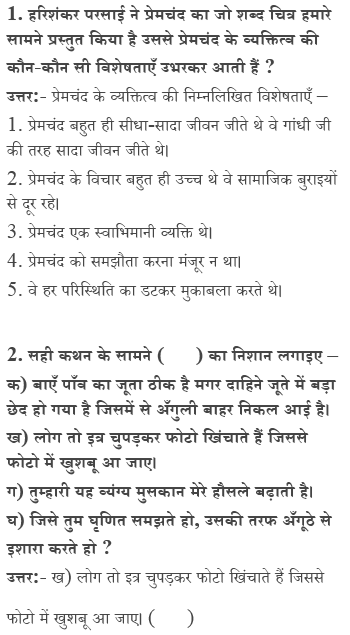 1. हरिशंकर परसाई ने प्रेमचंद का जो शब्द चित्र हमारे
सामने प्रस्तुत किया है उससे प्रेमचंद के व्यक्तित्व की
कौन-कौन सी विशेषताएँ उभरकर आती हैं ?
उत्तर:- प्रेमचंद के व्यक्तित्व की निम्नलिखित विशेषताएँ –
1. प्रेमचंद बहुत ही सीधा-सादा जीवन जीते थे वे गांधी जी
की तरह सादा जीवन जीते थे।
2. प्रेमचंद के विचार बहुत ही उच्च थे वे सामाजिक बुराइयों
से दूर रहे।
3. प्रेमचंद एक स्वाभिमानी व्यक्ति थे।
4. प्रेमचंद को समझौता करना मंजूर न था।
5. वे हर परिस्थिति का डटकर मुकाबला करते थे।
2. सही कथन के सामने ( ) का निशान लगाइए –
क) बाएँ पाँव का जूता ठीक है मगर दाहिने जूते में बड़ा
छेद हो गया है जिसमें से अँगुली बाहर निकल आई है।
ख) लोग तो इत्र चुपड़कर फोटो खिंचाते हैं जिससे
फोटो में खुशबू आ जाए।
ग) तुम्हारी यह व्यंग्य मुसकान मेरे हौसले बढ़ाती है।
घ) जिसे तुम घृणित समझते हो, उसकी तरफ अँगूठे से
इशारा करते हो ?
उत्तर:- ख) लोग तो इत्र चुपड़कर फोटो खिंचाते हैं जिससे
फोटो में खुशबू आ जाए। ( )